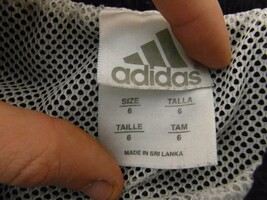 adidas
SIZE TALLA
6 6
TAILLE TAM
6 6
MADE IN SRI LANKA